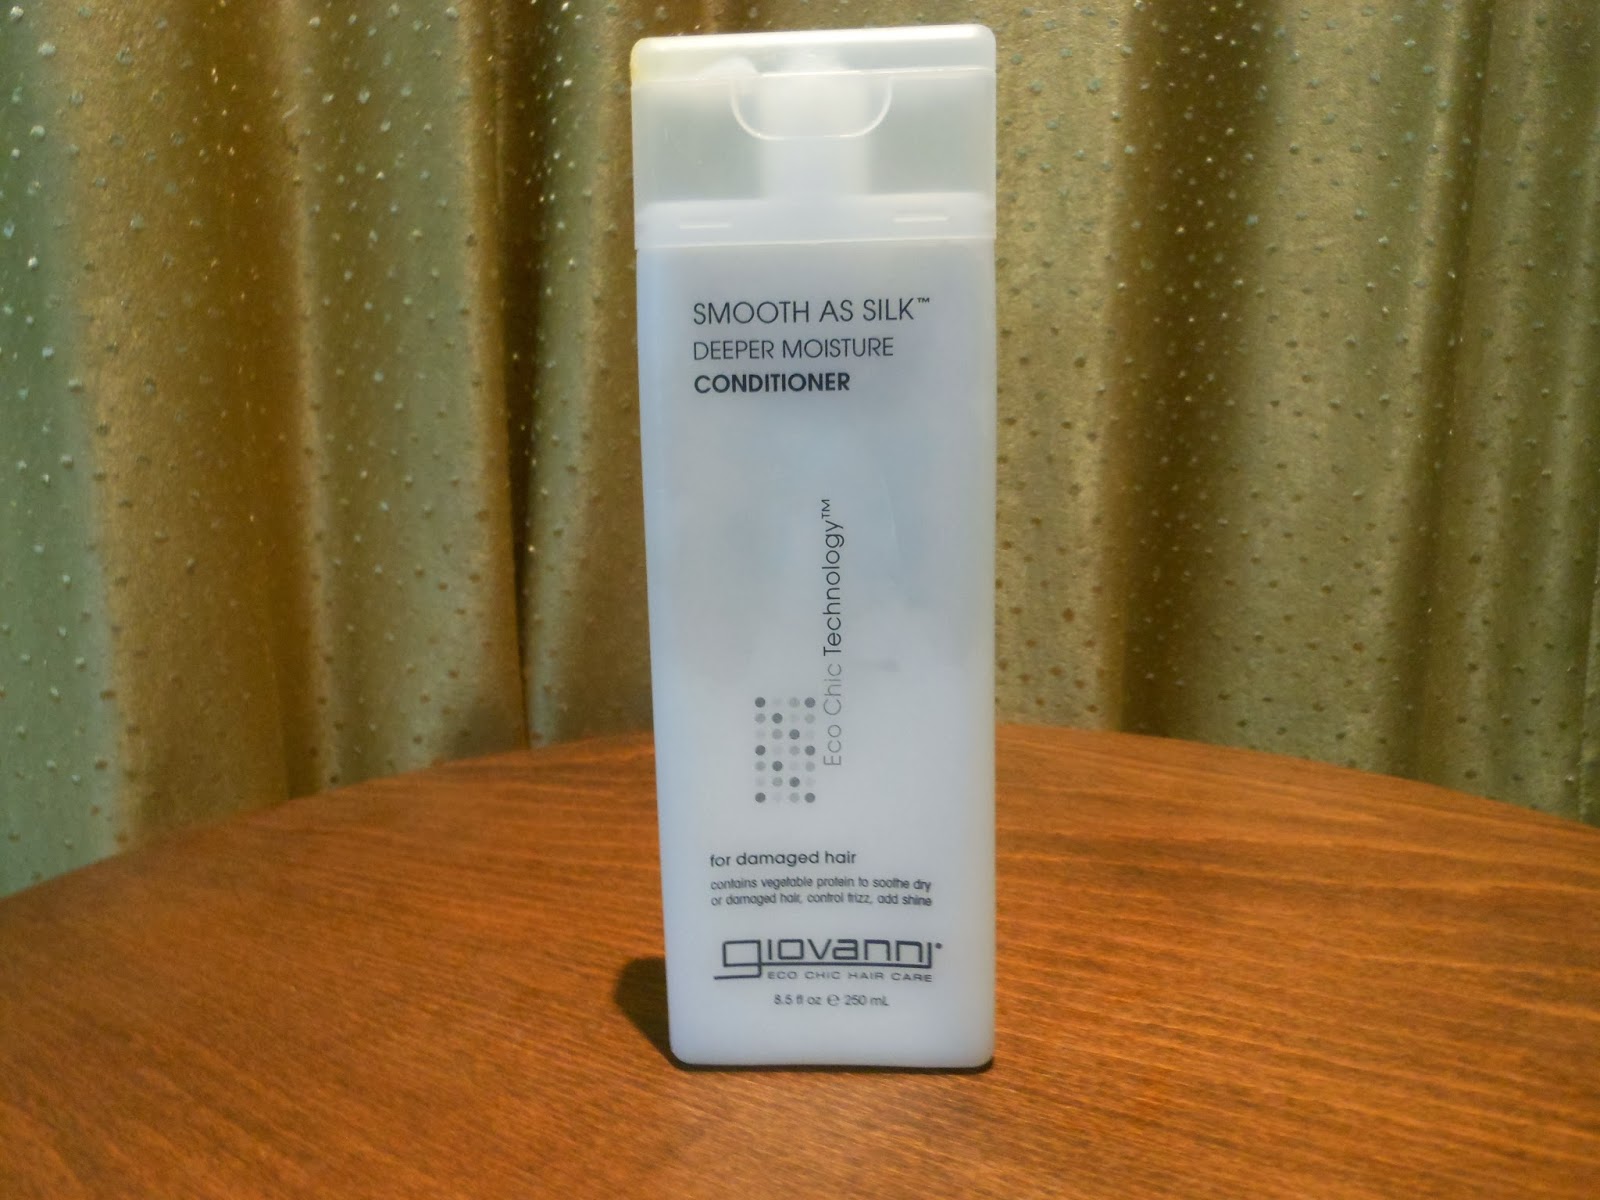 SMOOTH AS SILK™
DEEPER MOISTURE
CONDITIONER
Eco Chic Technology™
for damaged hair
contains vegetable protein to soothe dry
or damaged hair, control frizz, add shine
giovanni
ECO CHIC HAIR CARE
8.5 fl oz ℮ 250 mL